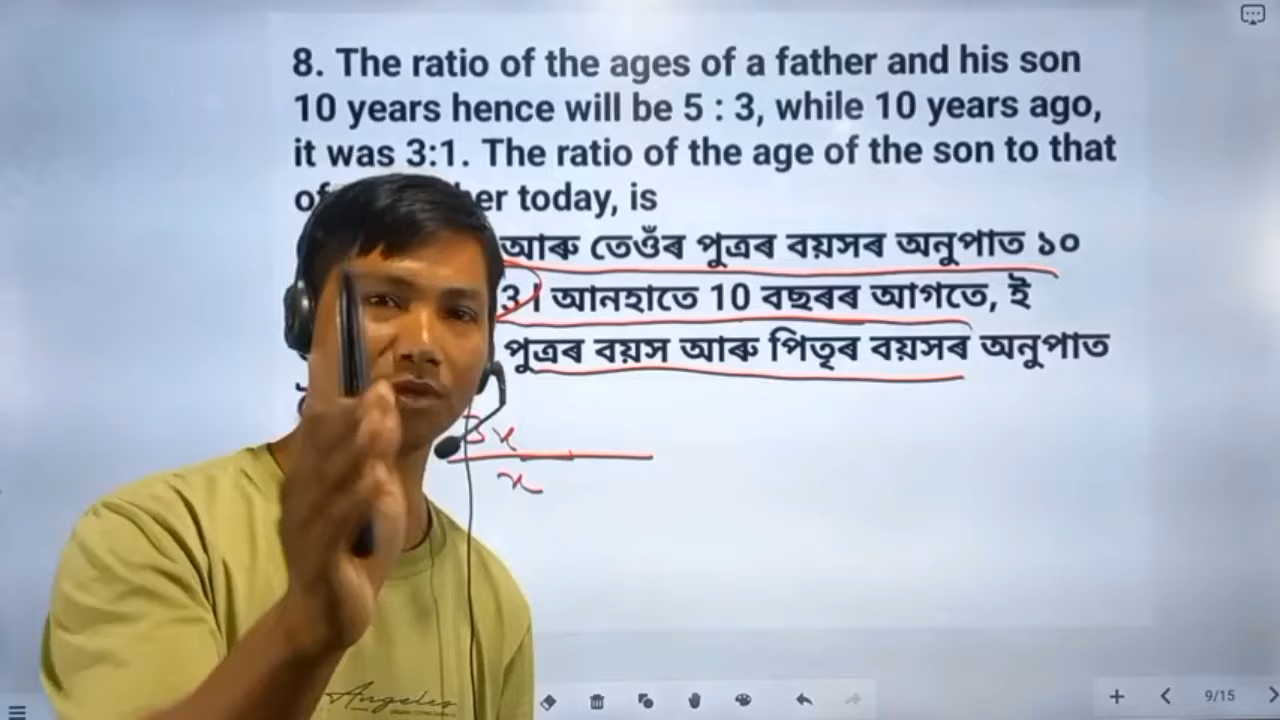 8. The ratio of the ages of a father and his son
10 years hence will be 5 : 3, while 10 years ago,
it was 3:1. The ratio of the age of the son to that
today, is
আৰু তেওঁৰ পুত্ৰৰ বয়সৰ অনুপাত ১০
3। আনহাতে 10 বছৰৰ আগতে, ই
পুত্ৰৰ বয়স আৰু পিতৃৰ বয়সৰ অনুপাত
3x
x
Angeles
9/15